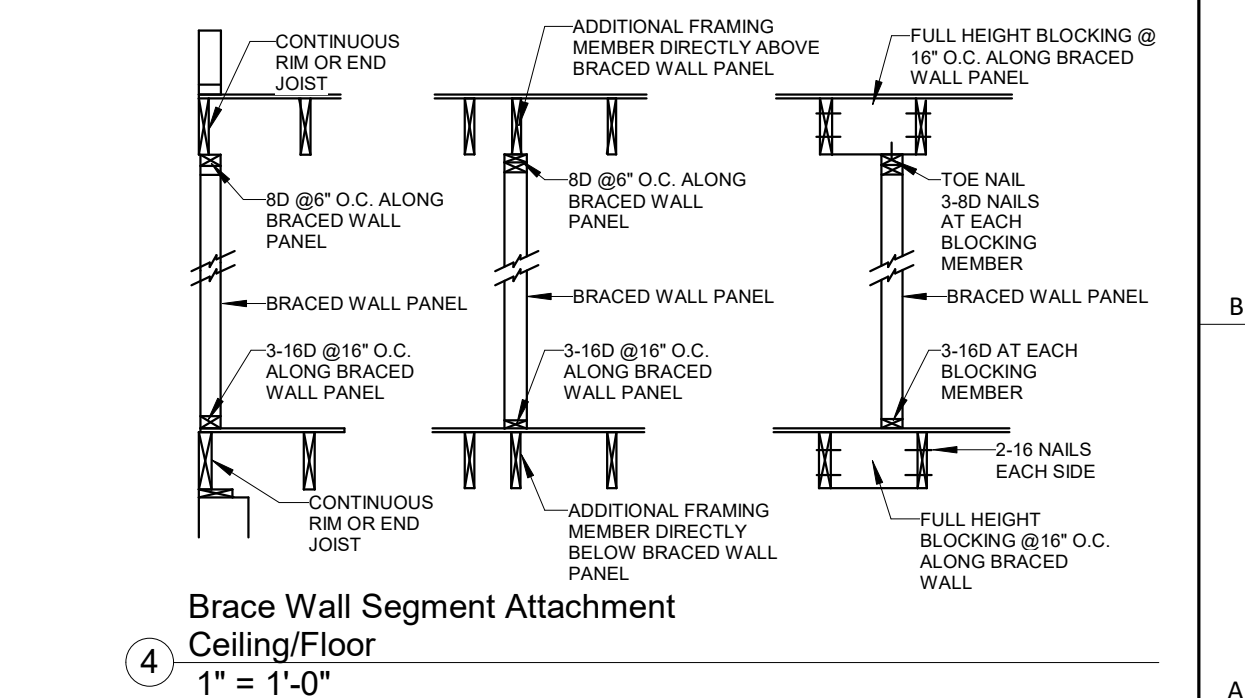 CONTINUOUS
RIM OR END
JOIST
8D @6" O.C. ALONG
BRACED WALL
PANEL
BRACED WALL PANEL
3-16D @16" O.C.
ALONG BRACED
WALL PANEL
CONTINUOUS
RIM OR END
JOIST
ADDITIONAL FRAMING
MEMBER DIRECTLY ABOVE
BRACED WALL PANEL
8D @6" O.C. ALONG
BRACED WALL
PANEL
BRACED WALL PANEL
3-16D @16" O.C.
ALONG BRACED
WALL PANEL
ADDITIONAL FRAMING
MEMBER DIRECTLY
BELOW BRACED WALL
PANEL
FULL HEIGHT BLOCKING @
16" O.C. ALONG BRACED
WALL PANEL
TOE NAIL
3-8D NAILS
AT EACH
BLOCKING
MEMBER
BRACED WALL PANEL
3-16D AT EACH
BLOCKING
MEMBER
2-16 NAILS
EACH SIDE
FULL HEIGHT
BLOCKING @16" O.C.
ALONG BRACED
WALL
Brace Wall Segment Attachment
Ceiling/Floor
4
1" = 1'-0"
B
A